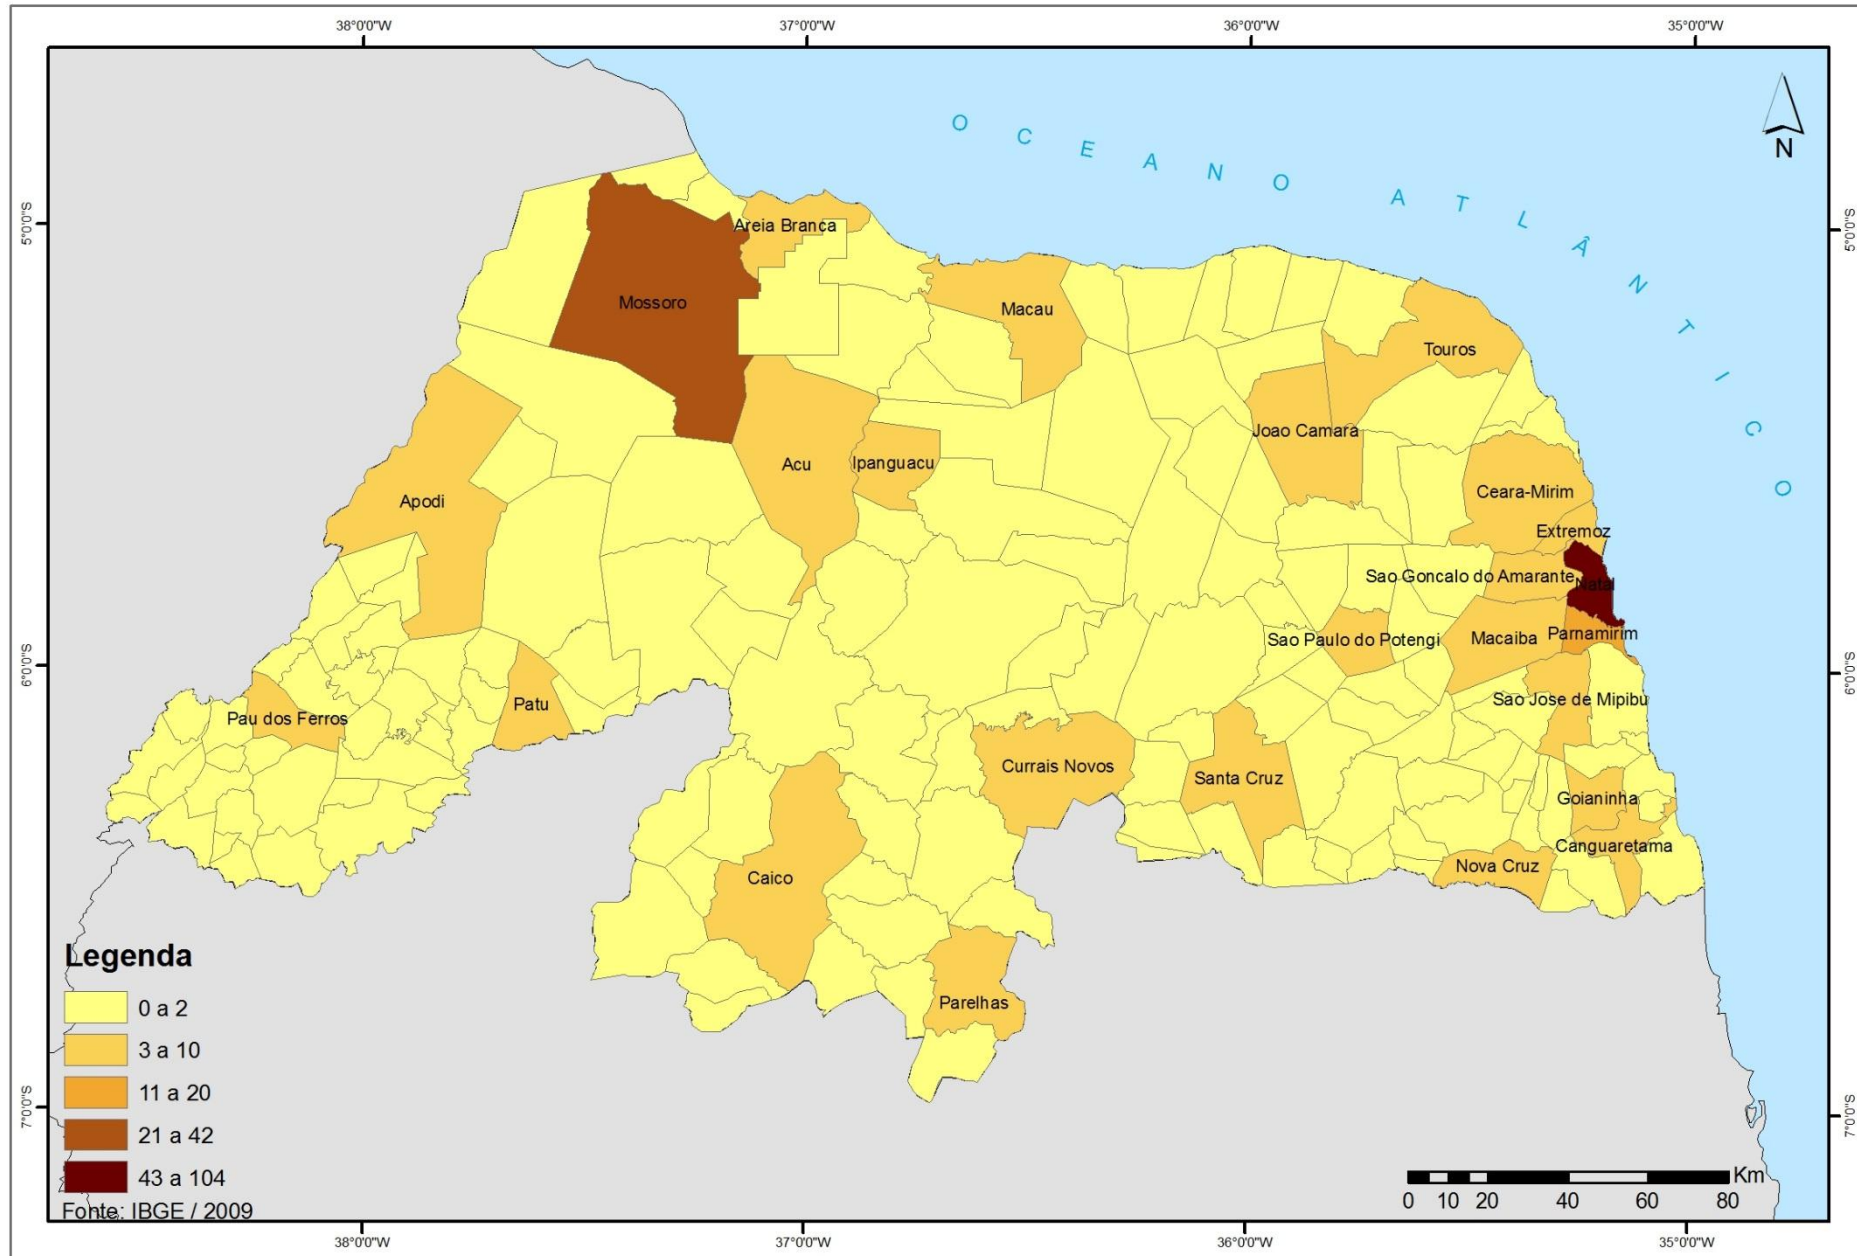 38°0'0"W 37°0'0"W 36°0'0"W 35°0'0"W
N
OCEANO ATLÂNTICO
5°0'0"S 5°0'0"S
Areia Branca
Mossoro
Macau
Touros
Joao Camara
Acu
Ipanguacu
Apodi
Ceara-Mirim
Extremoz
Sao Goncalo do Amarante
Natal
Parnamirim
Macaiba
Sao Paulo do Potengi
6°0'0"S 6°0'0"S
Patu
Pau dos Ferros
Sao Jose de Mipibu
Currais Novos
Santa Cruz
Goianinha
Canguaretama
Nova Cruz
Caico
Parelhas
Legenda
0 a 2
3 a 10
11 a 20
21 a 42
43 a 104
Fonte: IBGE / 2009
7°0'0"S 7°0'0"S
Km
0 10 20 40 60 80
38°0'0"W 37°0'0"W 36°0'0"W 35°0'0"W